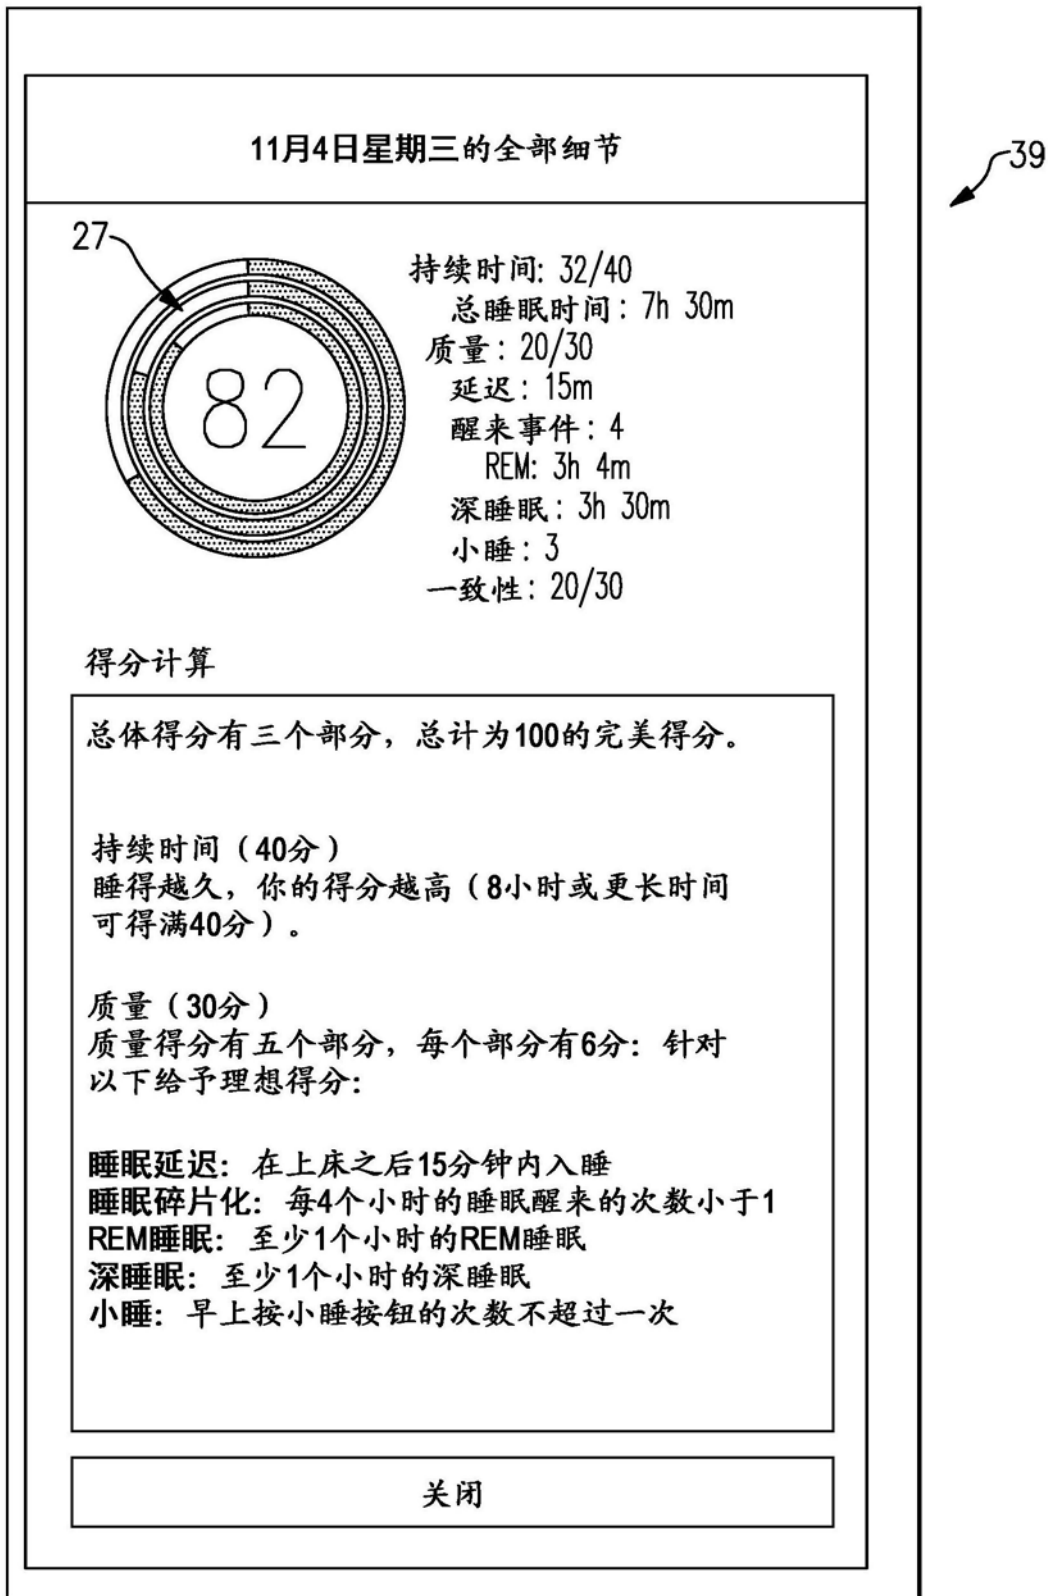 11月4日星期三的全部细节
39
27
82
持续时间: 32/40
总睡眠时间: 7h 30m
质量: 20/30
延迟: 15m
醒来事件: 4
REM: 3h 4m
深睡眠: 3h 30m
小睡: 3
一致性: 20/30
得分计算
总体得分有三个部分，总计为100的完美得分。
持续时间（40分）
睡得越久，你的得分越高（8小时或更长时间
可得满40分）。
质量（30分）
质量得分有五个部分，每个部分有6分：针对
以下给予理想得分：
睡眠延迟：在上床之后15分钟内入睡
睡眠碎片化：每4个小时的睡眠醒来的次数小于1
REM睡眠：至少1个小时的REM睡眠
深睡眠：至少1个小时的深睡眠
小睡：早上按小睡按钮的次数不超过一次
关闭